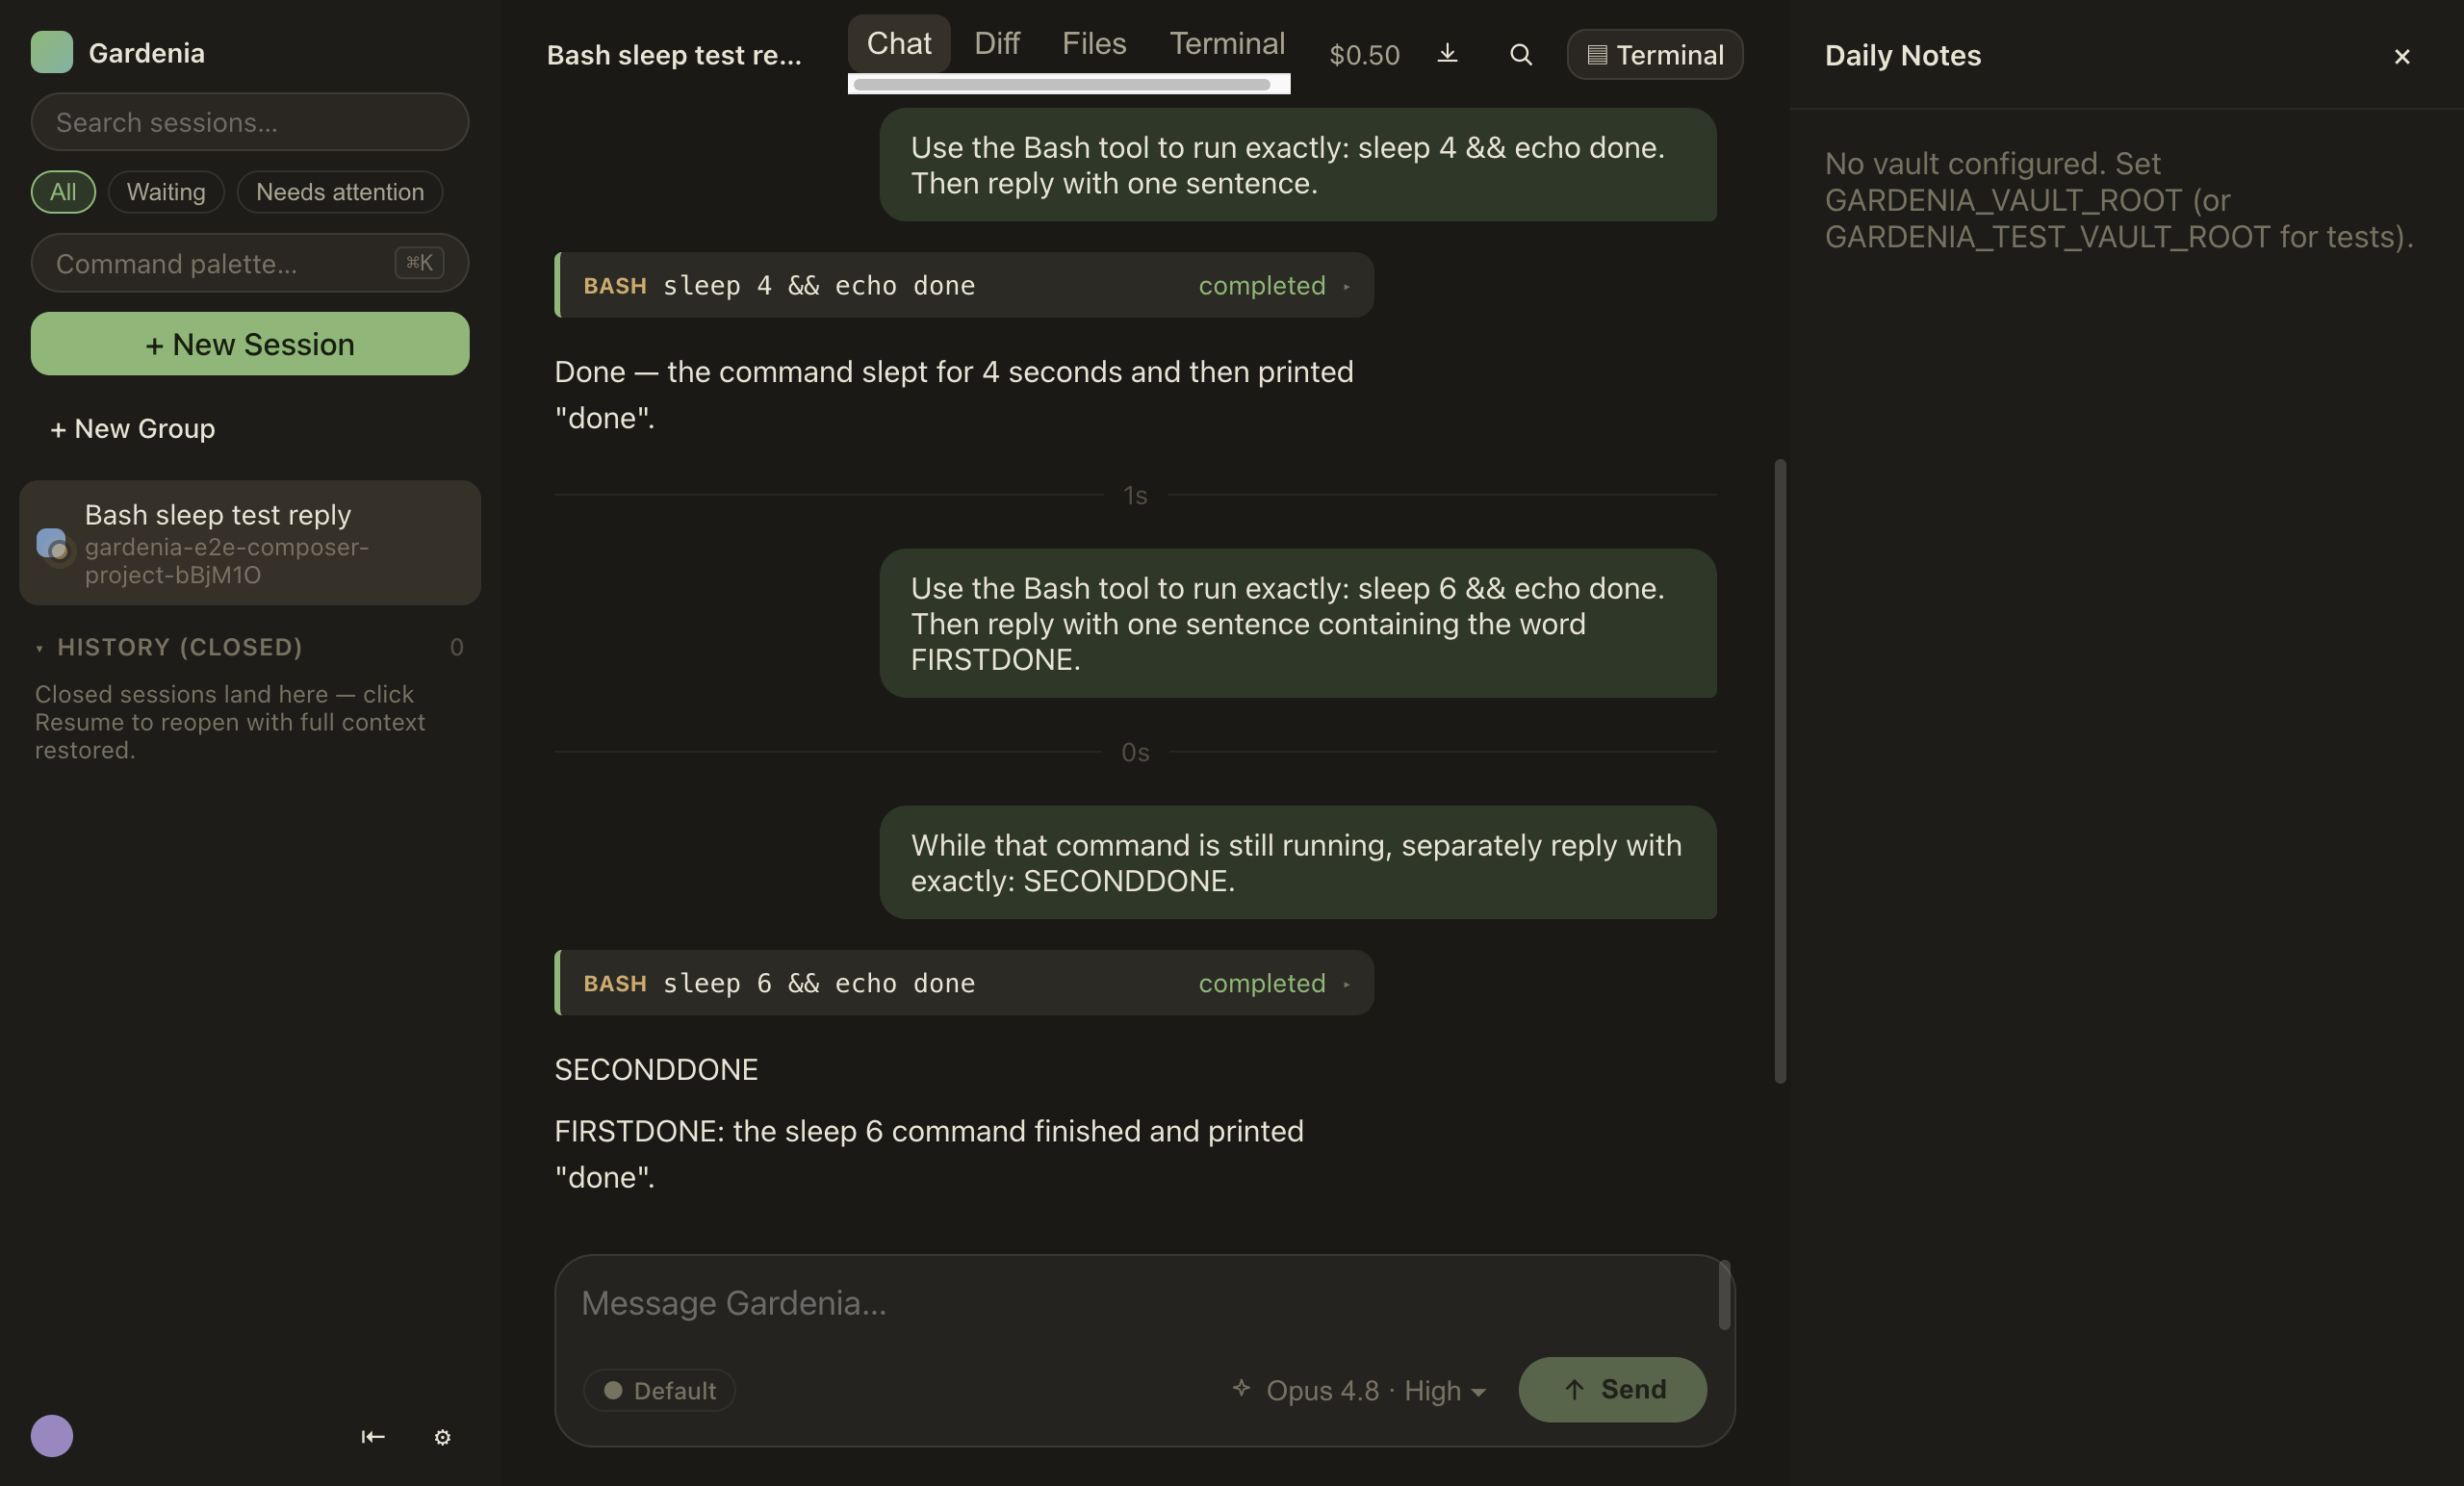 Gardenia
Search sessions...
All
Waiting
Needs attention
Command palette...
⌘K
+ New Session
+ New Group
Bash sleep test reply
gardenia-e2e-composer-
project-bBjM1O
▾ HISTORY (CLOSED) 0
Closed sessions land here — click
Resume to reopen with full context
restored.
Bash sleep test re...
Chat
Diff
Files
Terminal
$0.50
Terminal
Use the Bash tool to run exactly: sleep 4 && echo done.
Then reply with one sentence.
BASH sleep 4 && echo done completed ▸
Done — the command slept for 4 seconds and then printed
"done".
1s
Use the Bash tool to run exactly: sleep 6 && echo done.
Then reply with one sentence containing the word
FIRSTDONE.
0s
While that command is still running, separately reply with
exactly: SECONDDONE.
BASH sleep 6 && echo done completed ▸
SECONDDONE
FIRSTDONE: the sleep 6 command finished and printed
"done".
Message Gardenia...
Default
Opus 4.8 · High
↑ Send
Daily Notes
×
No vault configured. Set
GARDENIA_VAULT_ROOT (or
GARDENIA_TEST_VAULT_ROOT for tests).